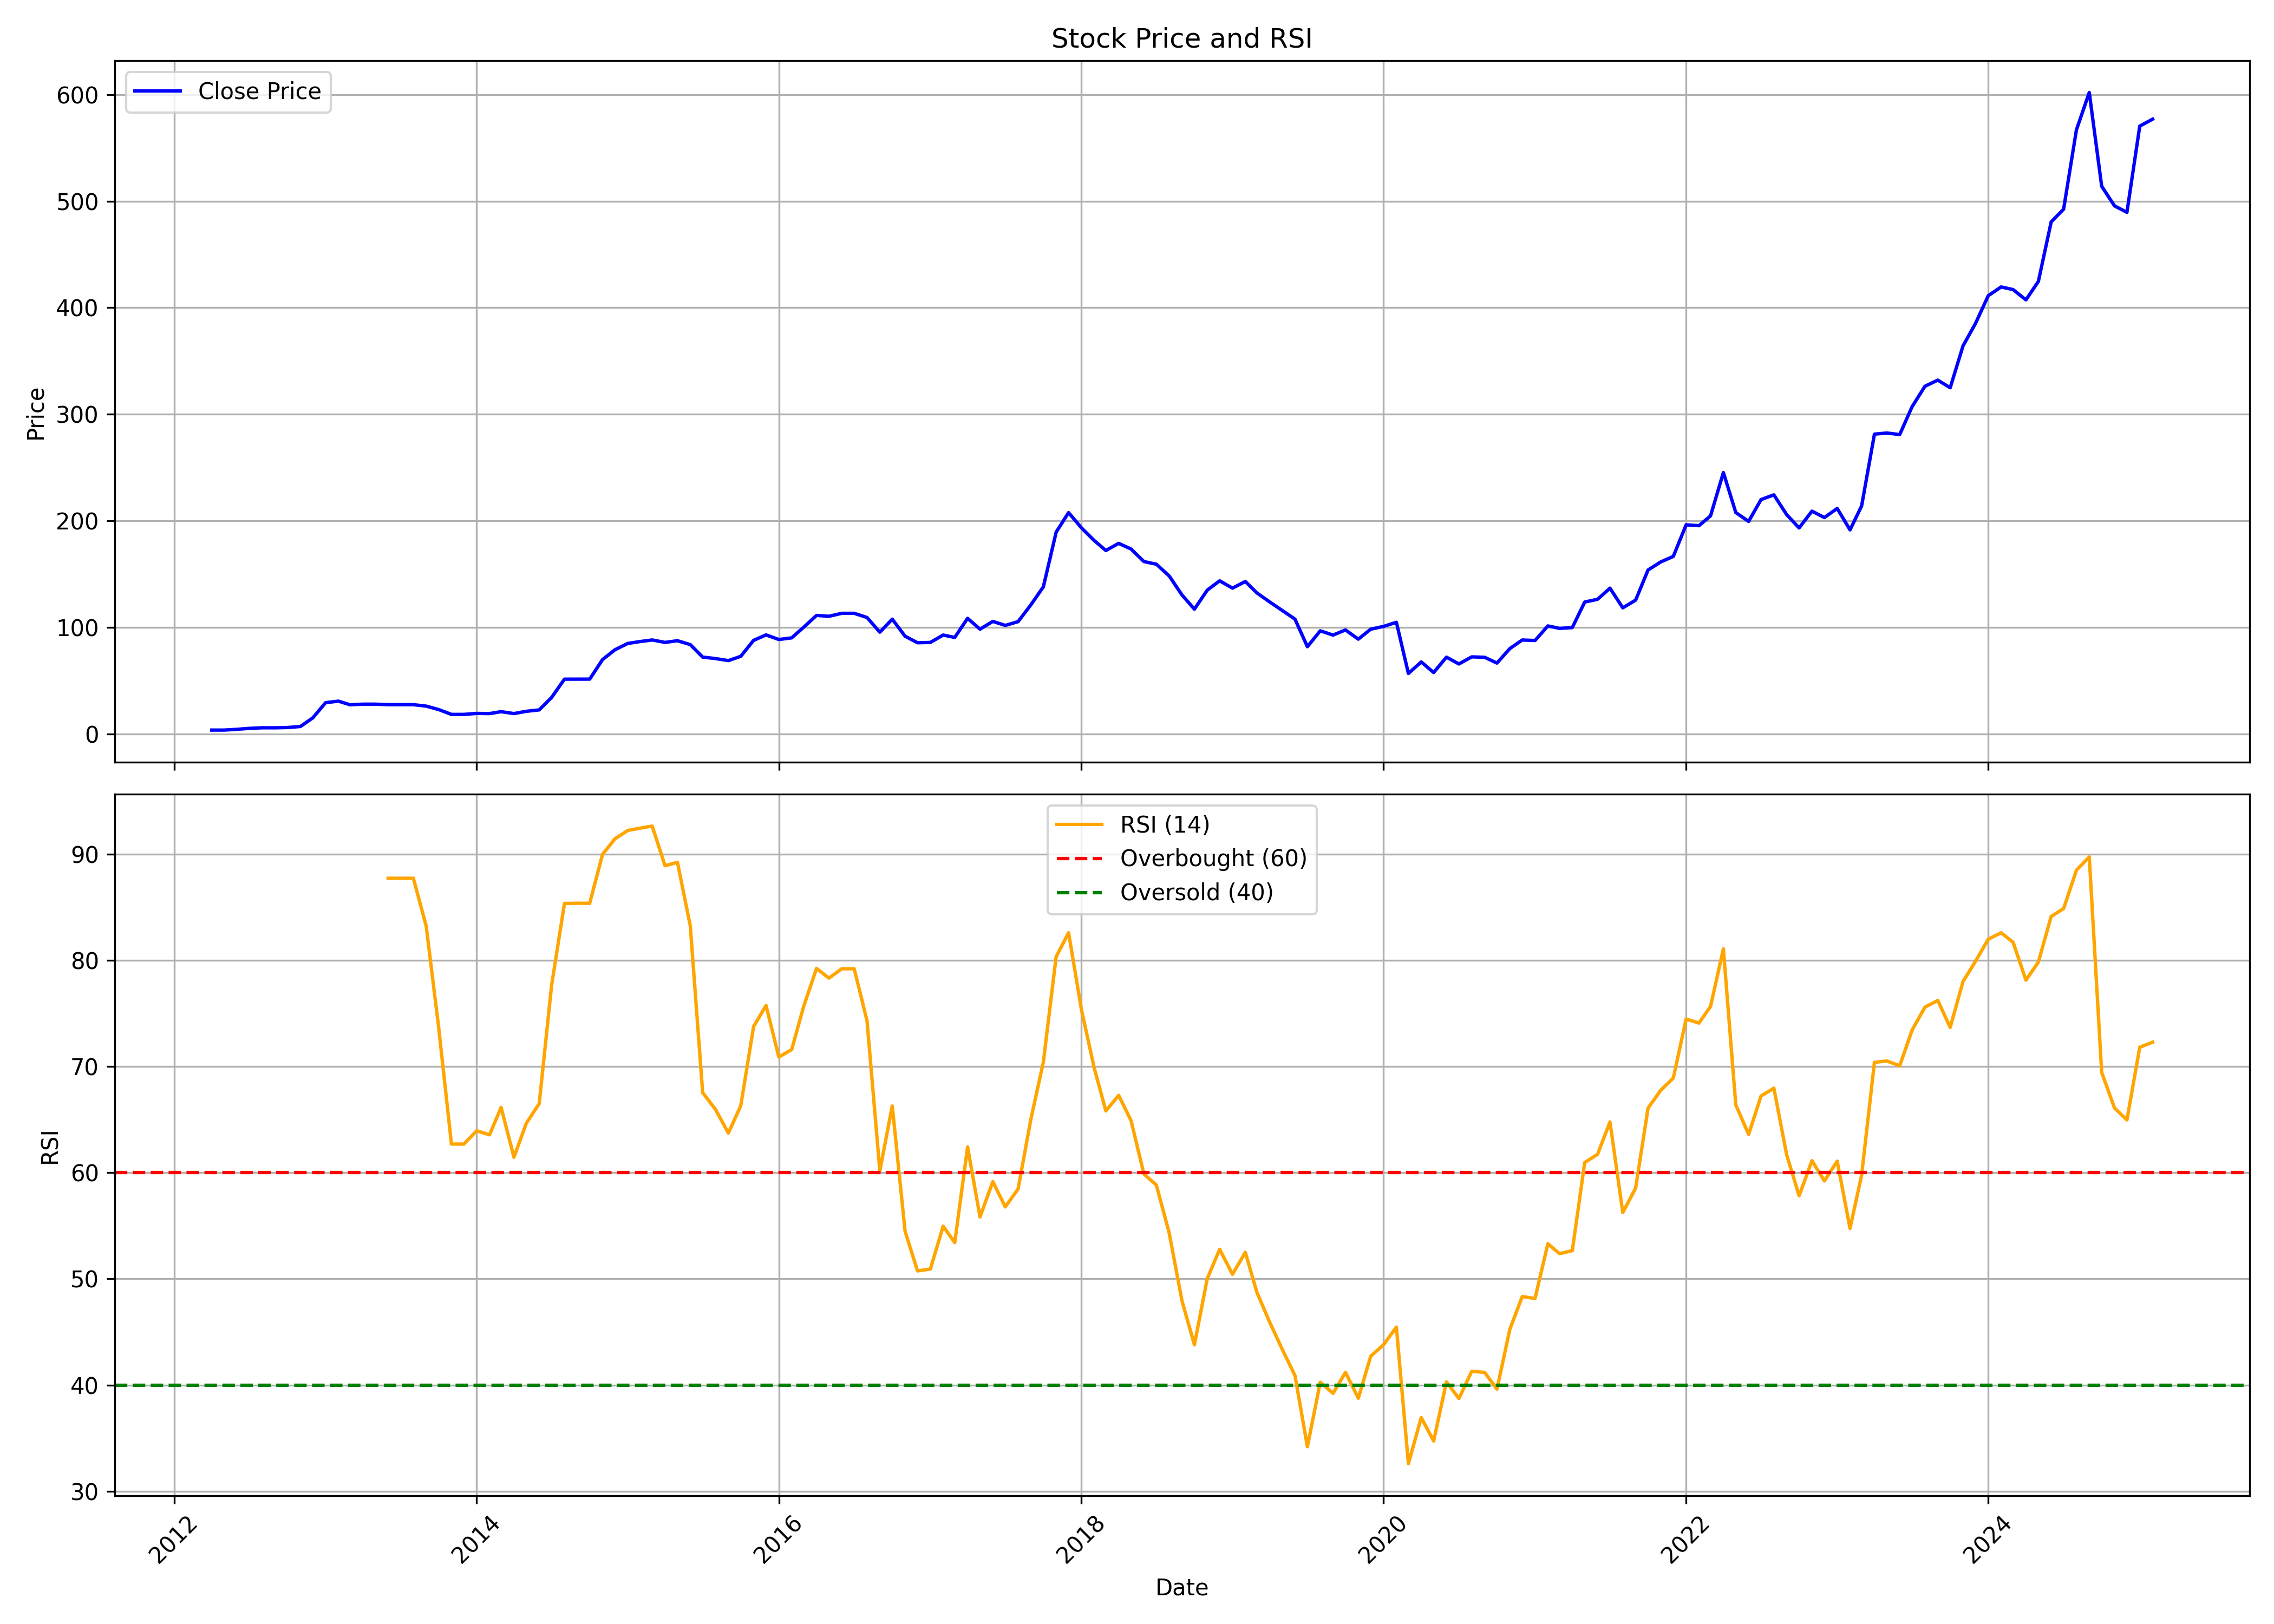 Stock Price and RSI
Close Price
600
500
400
300
200
100
0
Price
RSI (14)
Overbought (60)
Oversold (40)
90
80
70
60
50
40
30
RSI
2012
2014
2016
2018
2020
2022
2024
Date